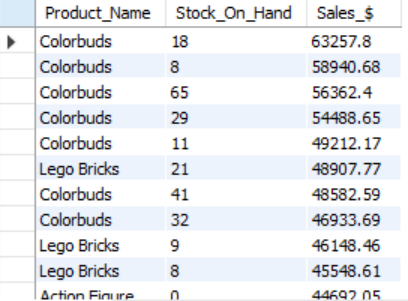 Product_Name Stock_On_Hand Sales_$
Colorbuds 18 63257.8
Colorbuds 8 58940.68
Colorbuds 65 56362.4
Colorbuds 29 54488.65
Colorbuds 11 49212.17
Lego Bricks 21 48907.77
Colorbuds 41 48582.59
Colorbuds 32 46933.69
Lego Bricks 9 46148.46
Lego Bricks 8 45548.61
Action Figure 0 44692.05